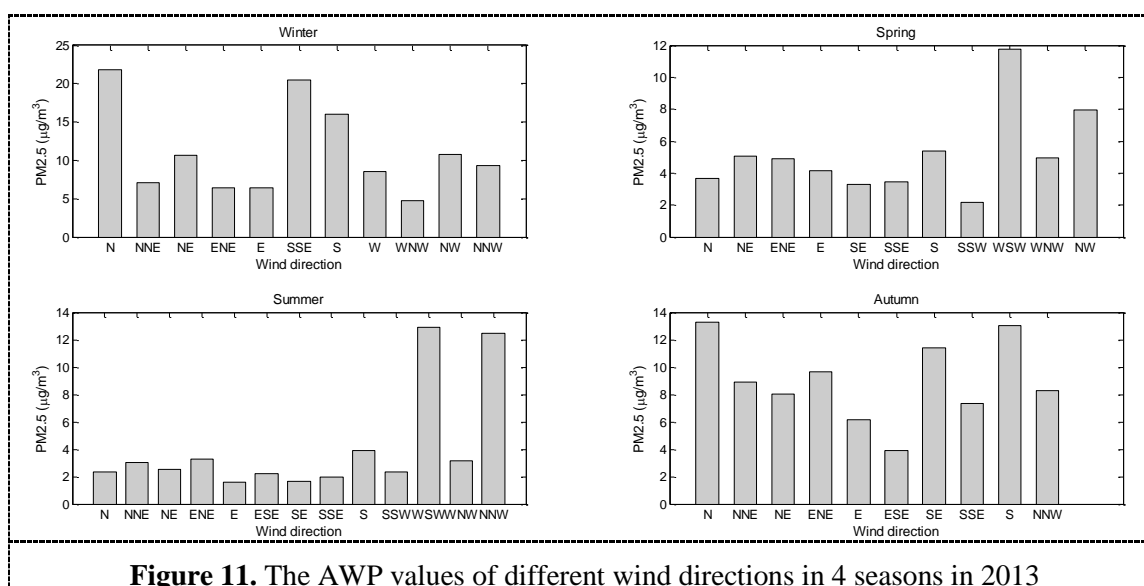 Winter
25
20
15
10
5
0
PM2.5 (μg/m³)
N NNE NE ENE E SSE S W WNW NW NNW
Wind direction
Spring
12
10
8
6
4
2
0
PM2.5 (μg/m³)
N NE ENE E SE SSE S SSW WSW WNW NW
Wind direction
Summer
14
12
10
8
6
4
2
0
PM2.5 (μg/m³)
N NNE NE ENE E ESE SE SSE S SSW WSW WNW NNW
Wind direction
Autumn
14
12
10
8
6
4
2
0
PM2.5 (μg/m³)
N NNE NE ENE E ESE SE SSE S NNW
Wind direction
Figure 11. The AWP values of different wind directions in 4 seasons in 2013